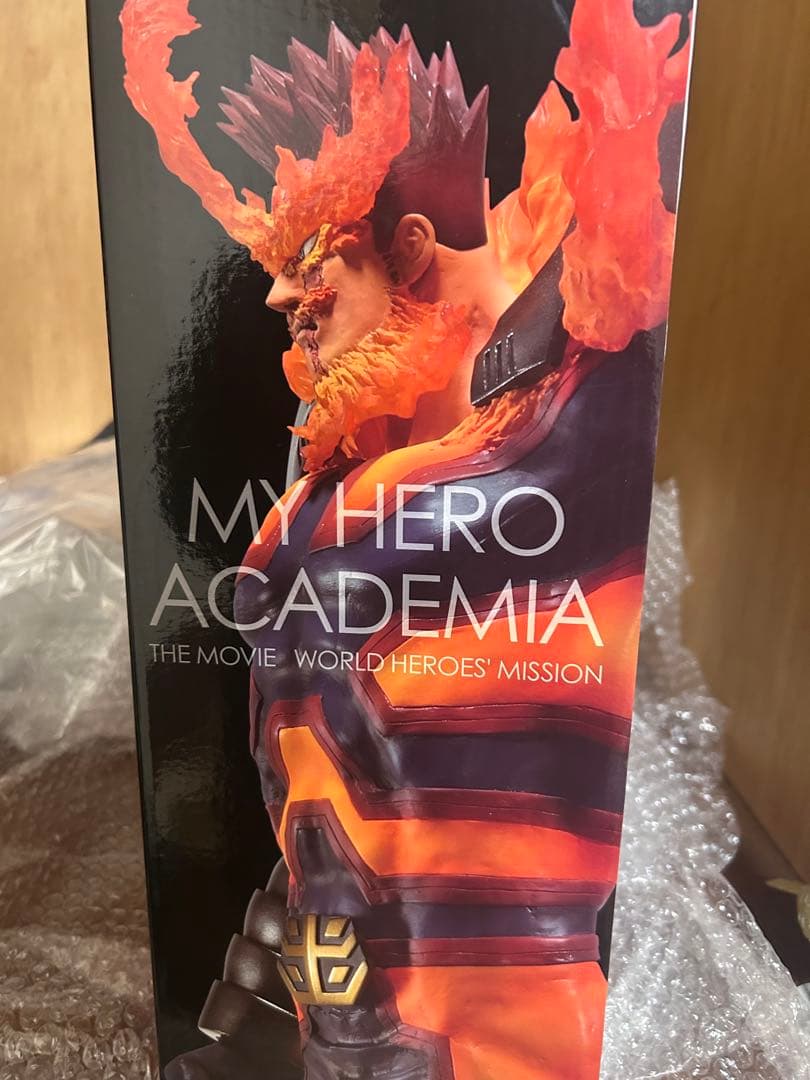 MY HERO
ACADEMIA
THE MOVIE WORLD HEROES' MISSION